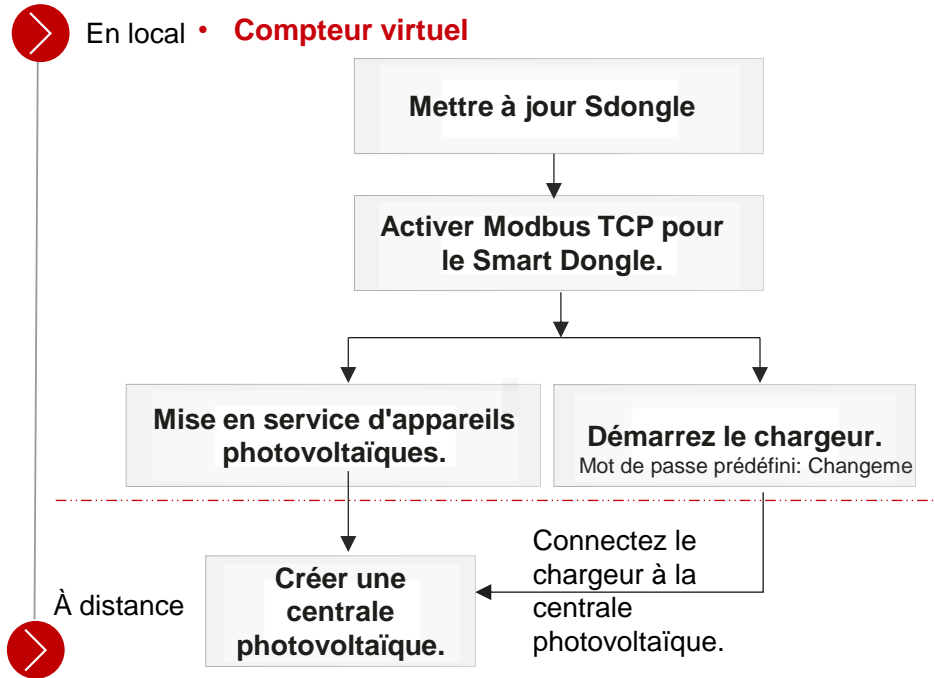 En local • Compteur virtuel
Mettre à jour Sdongle
Activer Modbus TCP pour
le Smart Dongle.
Mise en service d'appareils
photovoltaïques.
Démarrez le chargeur.
Mot de passe prédéfini: Changeme
Connectez le
chargeur à la
centrale
photovoltaïque.
Créer une
centrale
photovoltaïque.
À distance